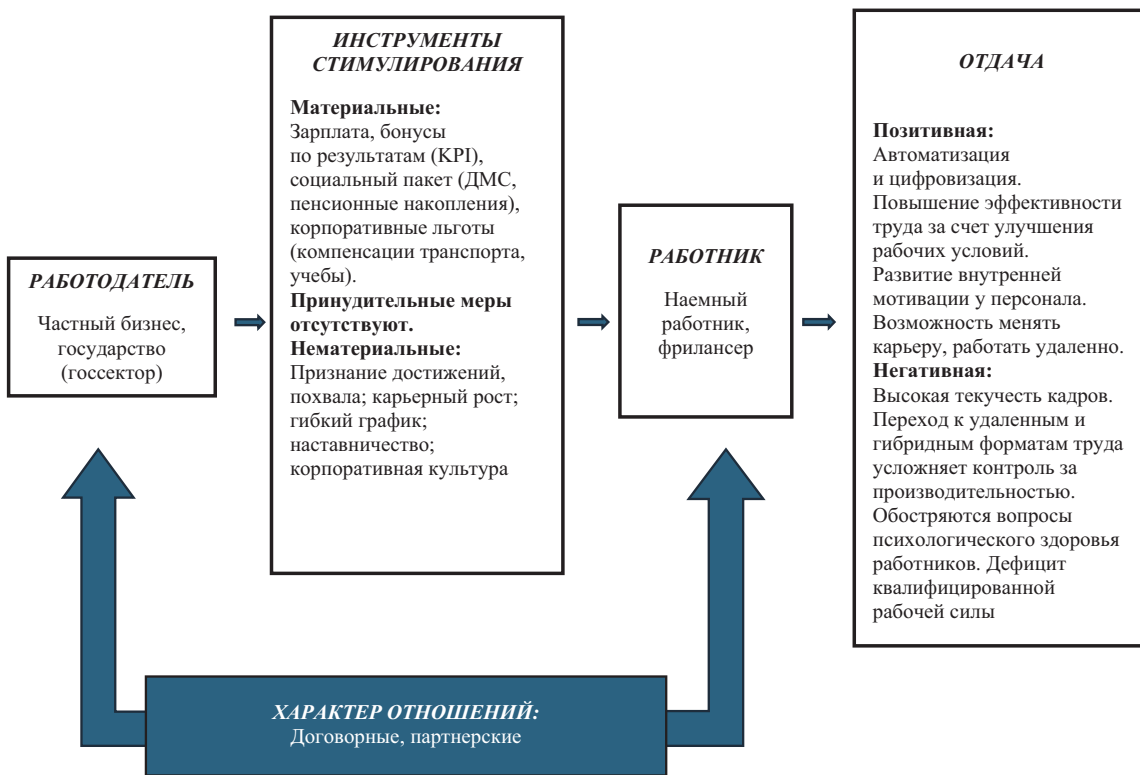 РАБОТОДАТЕЛЬ
Частный бизнес,
государство
(госсектор)
ИНСТРУМЕНТЫ
СТИМУЛИРОВАНИЯ
Материальные:
Зарплата, бонусы
по результатам (KPI),
социальный пакет (ДМС,
пенсионные накопления),
корпоративные льготы
(компенсации транспорта,
учебы).
Принудительные меры
отсутствуют.
Нематериальные:
Признание достижений,
похвала; карьерный рост;
гибкий график;
наставничество;
корпоративная культура
РАБОТНИК
Наемный
работник,
фрилансер
ОТДАЧА
Позитивная:
Автоматизация
и цифровизация.
Повышение эффективности
труда за счет улучшения
рабочих условий.
Развитие внутренней
мотивации у персонала.
Возможность менять
карьеру, работать удаленно.
Негативная:
Высокая текучесть кадров.
Переход к удаленным и
гибридным форматам труда
усложняет контроль за
производительностью.
Обостряются вопросы
психологического здоровья
работников. Дефицит
квалифицированной
рабочей силы
ХАРАКТЕР ОТНОШЕНИЙ:
Договорные, партнерские